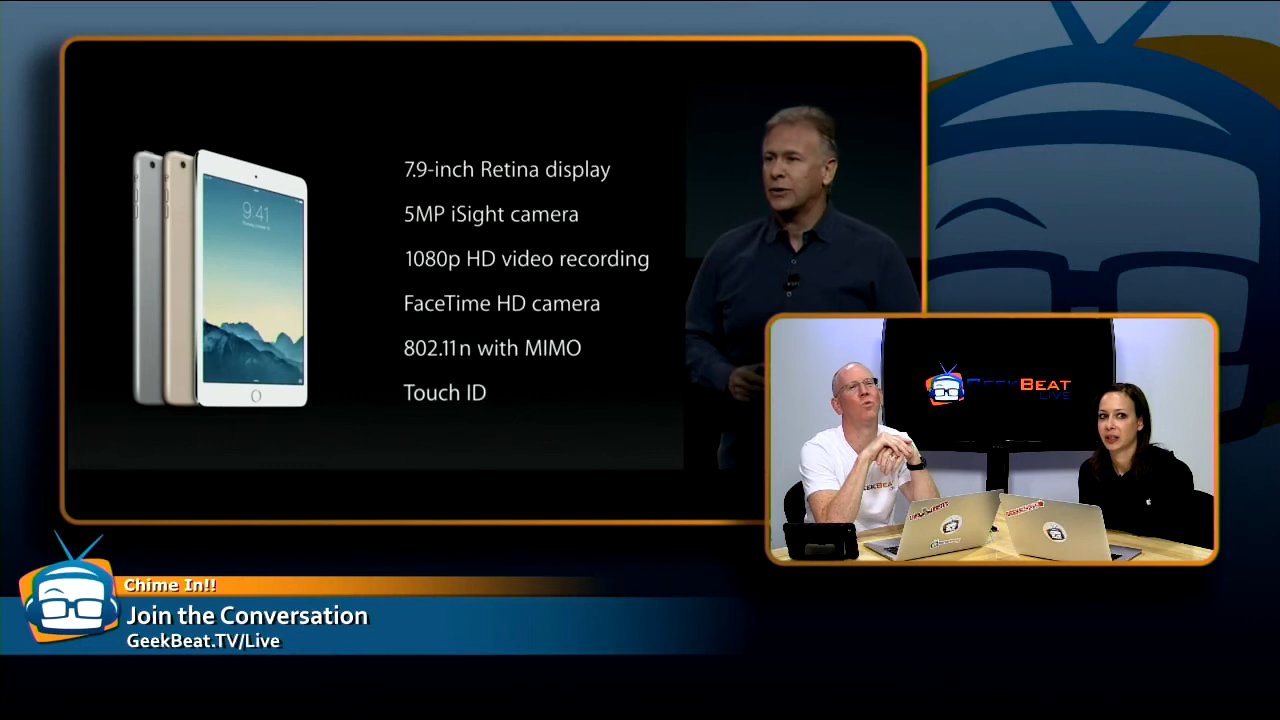 7.9-inch Retina display
5MP iSight camera
1080p HD video recording
FaceTime HD camera
802.11n with MIMO
Touch ID
9:41
GEEKBEAT
LIVE
Chime In!!
Join the Conversation
GeekBeat.TV/Live